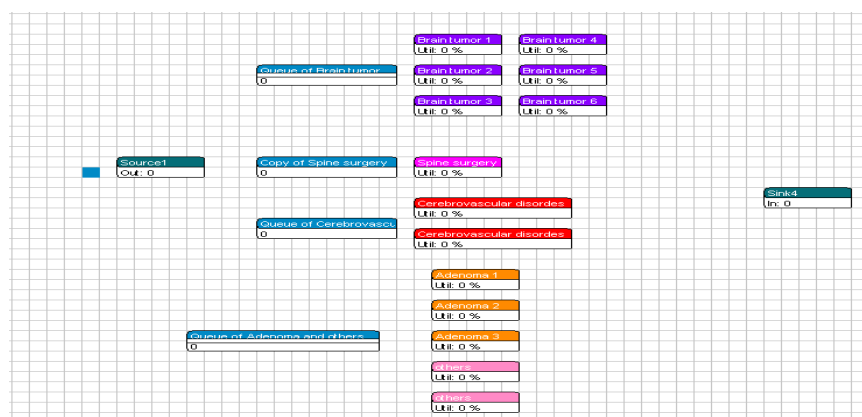 Brain tumor 1
Util: 0 %
Brain tumor 4
Util: 0 %
Queue of Brain tumor
0
Brain tumor 2
Util: 0 %
Brain tumor 5
Util: 0 %
Brain tumor 3
Util: 0 %
Brain tumor 6
Util: 0 %
Source1
Out: 0
Copy of Spine surgery
0
Spine surgery
Util: 0 %
Sink4
In: 0
Cerebrovascular disordes
Util: 0 %
Queue of Cerebrovascu
0
Cerebrovascular disordes
Util: 0 %
Adenoma 1
Util: 0 %
Adenoma 2
Util: 0 %
Queue of Adenoma and others
0
Adenoma 3
Util: 0 %
others
Util: 0 %
others
Util: 0 %